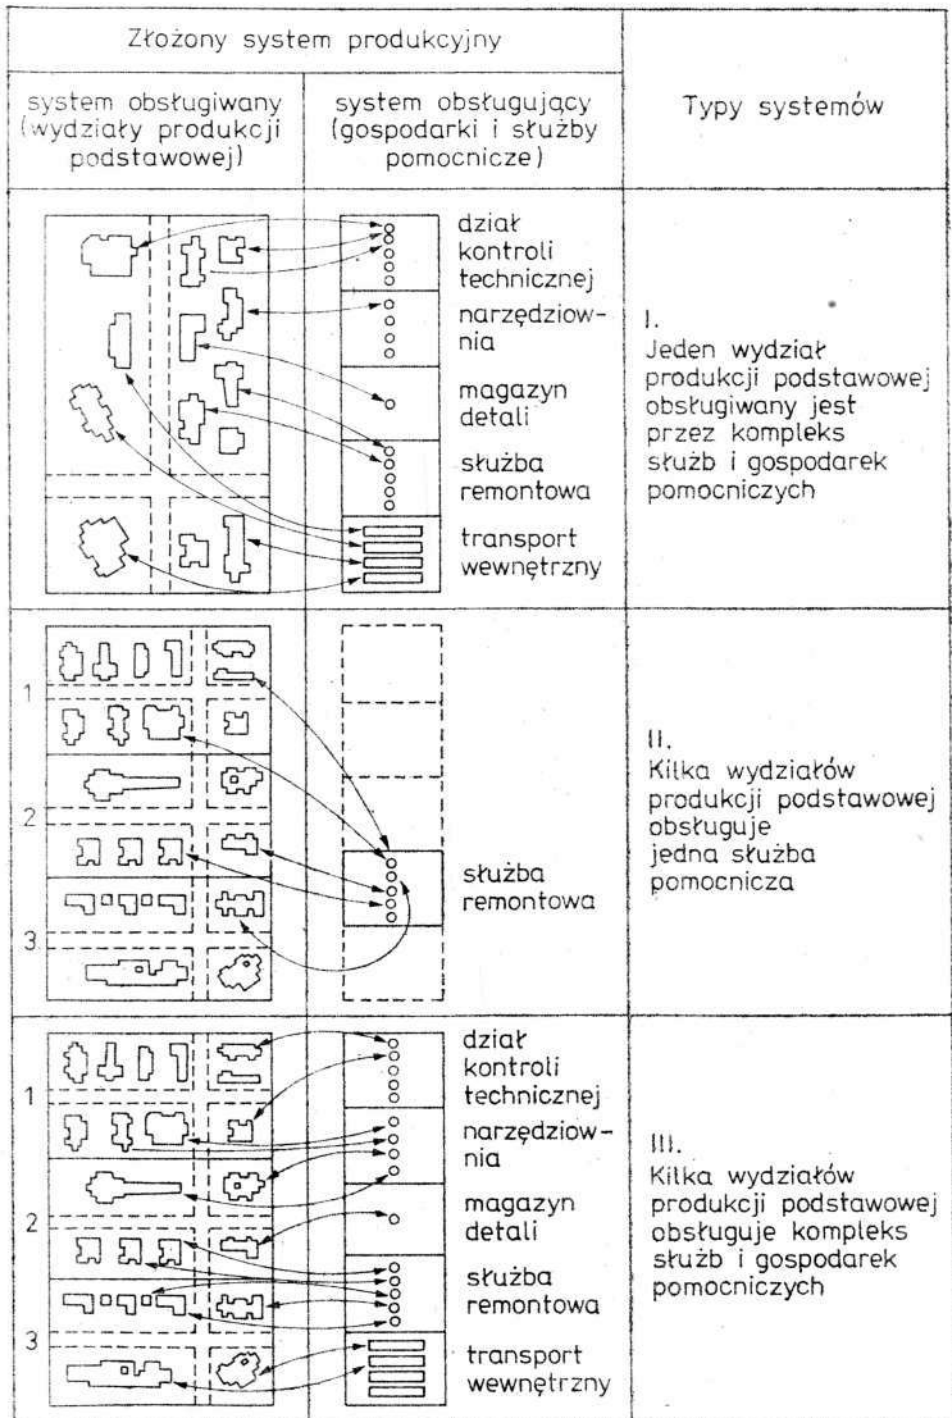 Złożony system produkcyjny
system obsługiwany
(wydziały produkcji
podstawowej)
system obsługujący
(gospodarki i służby
pomocnicze)
Typy systemów
dział
kontroli
technicznej
narzędziow-
nia
magazyn
detali
służba
remontowa
transport
wewnętrzny
I.
Jeden wydział
produkcji podstawowej
obsługiwany jest
przez kompleks
służb i gospodarek
pomocniczych
1
2
3
służba
remontowa
II.
Kilka wydziałów
produkcji podstawowej
obsługuje
jedna służba
pomocnicza
1
2
3
dział
kontroli
technicznej
narzędziow-
nia
magazyn
detali
służba
remontowa
transport
wewnętrzny
III.
Kilka wydziałów
produkcji podstawowej
obsługuje kompleks
służb i gospodarek
pomocniczych